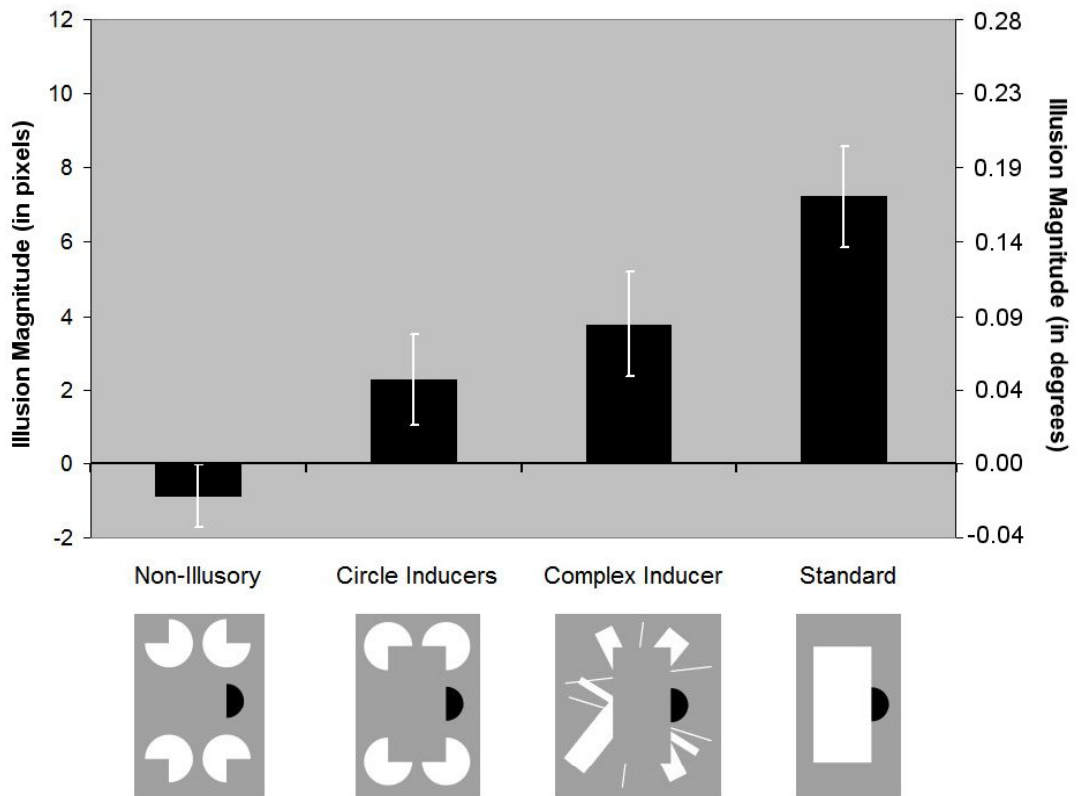 Illusion Magnitude (in pixels)
12
10
8
6
4
2
0
-2
0.28
0.23
0.19
0.14
0.09
0.04
0.00
-0.04
Illusion Magnitude (in degrees)
Non-Illusory
Circle Inducers
Complex Inducer
Standard